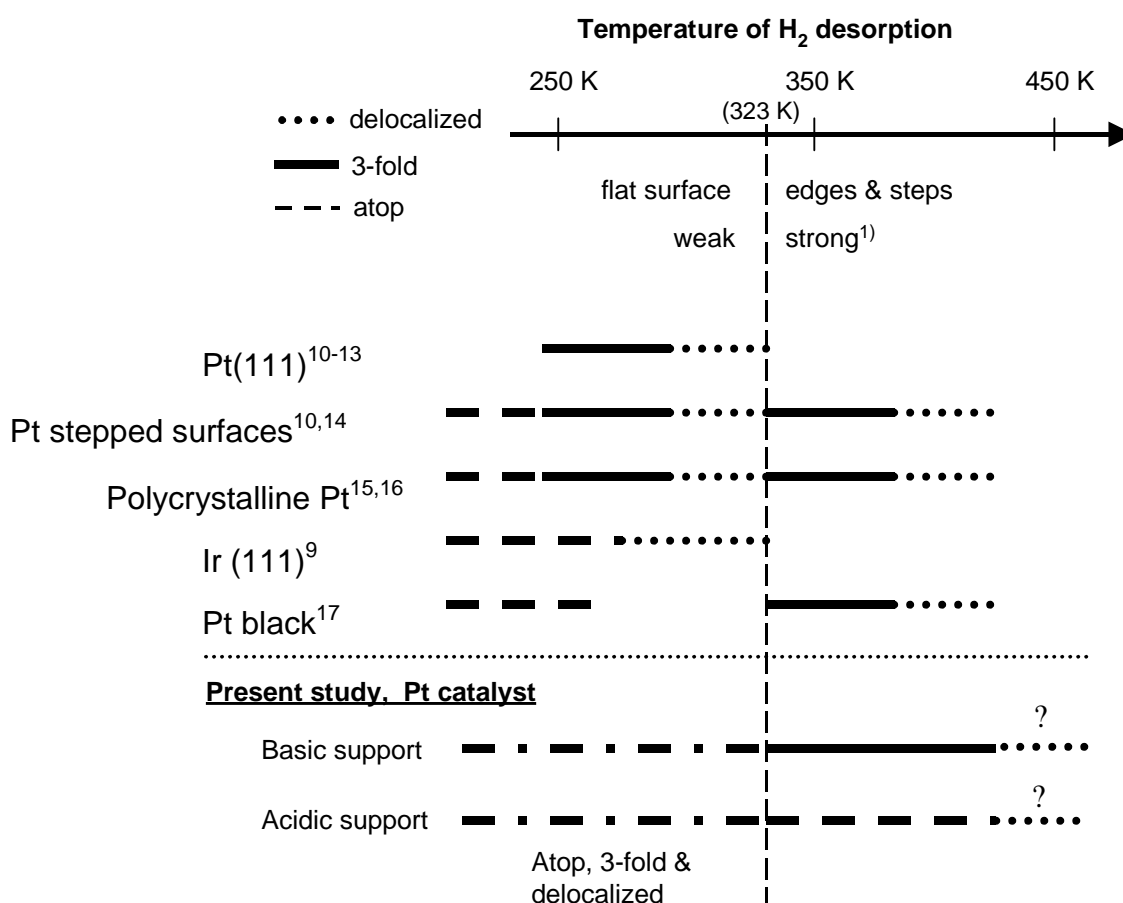 Temperature of H2 desorption
250 K 350 K 450 K
(323 K)
delocalized
3-fold
atop
flat surface edges & steps
weak strong1)
Pt(111)10-13
Pt stepped surfaces10,14
Polycrystalline Pt15,16
Ir (111)9
Pt black17
Present study, Pt catalyst
?
Basic support
?
Acidic support
Atop, 3-fold &
delocalized